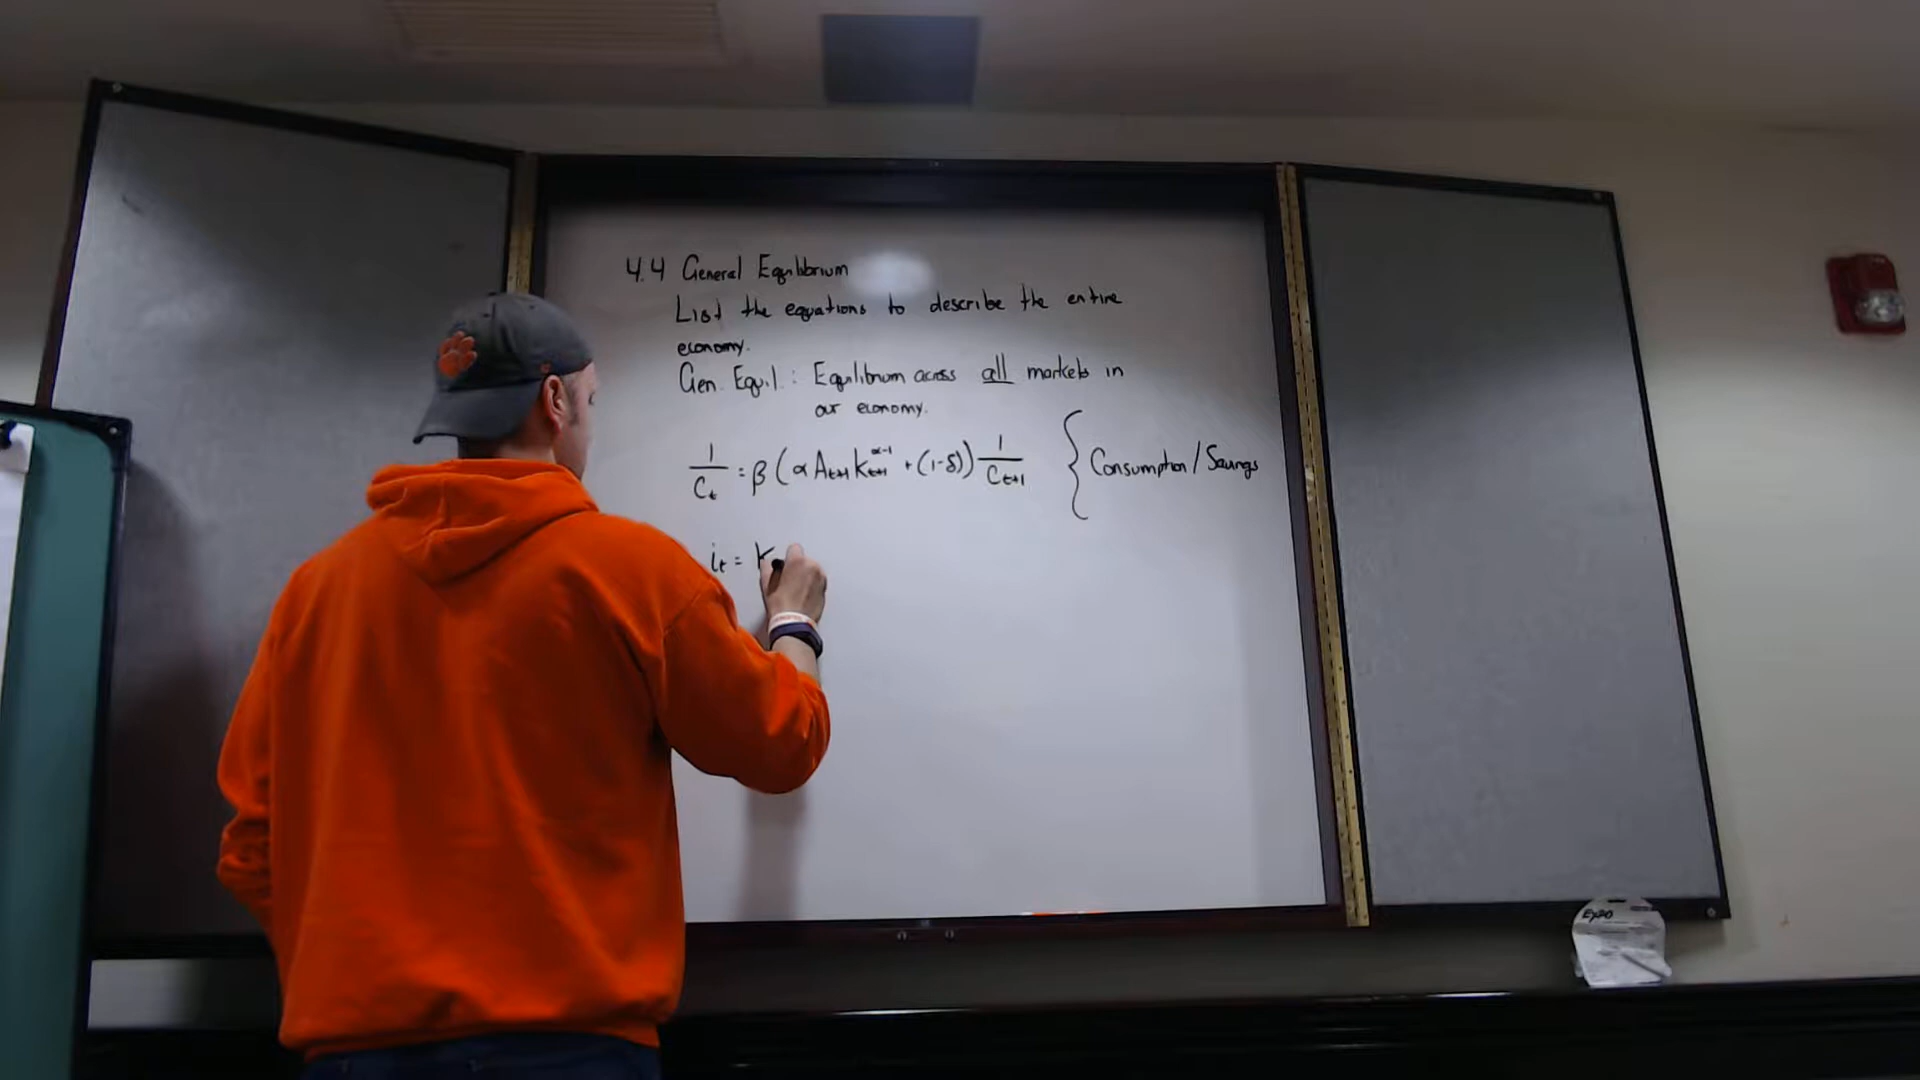 4.4 General Equilibrium
List the equations to describe the entire
economy.
Gen. Equil.: Equilibrium across all markets in
our economy.
1/Cₜ = β (α Aₜ₊₁ Kₜ₊₁^(α-1) + (1-δ)) 1/Cₜ₊₁ { Consumption/Savings
iₜ = K
EXPO